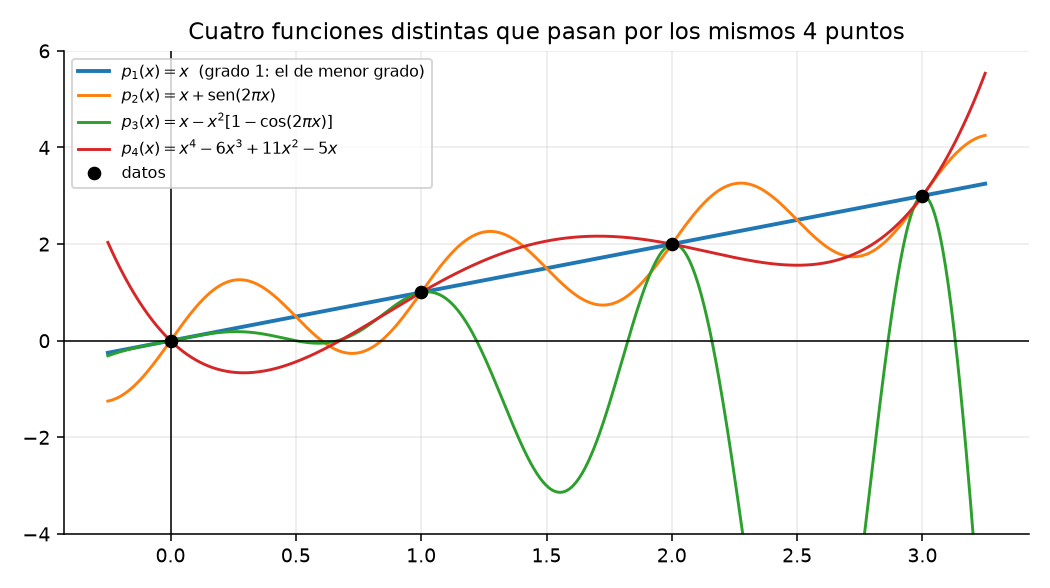 Cuatro funciones distintas que pasan por los mismos 4 puntos
6
4
2
0
−2
−4
p₁(x) = x (grado 1: el de menor grado)
p₂(x) = x + sen(2πx)
p₃(x) = x − x²[1 − cos(2πx)]
p₄(x) = x⁴ − 6x³ + 11x² − 5x
datos
0.0 0.5 1.0 1.5 2.0 2.5 3.0